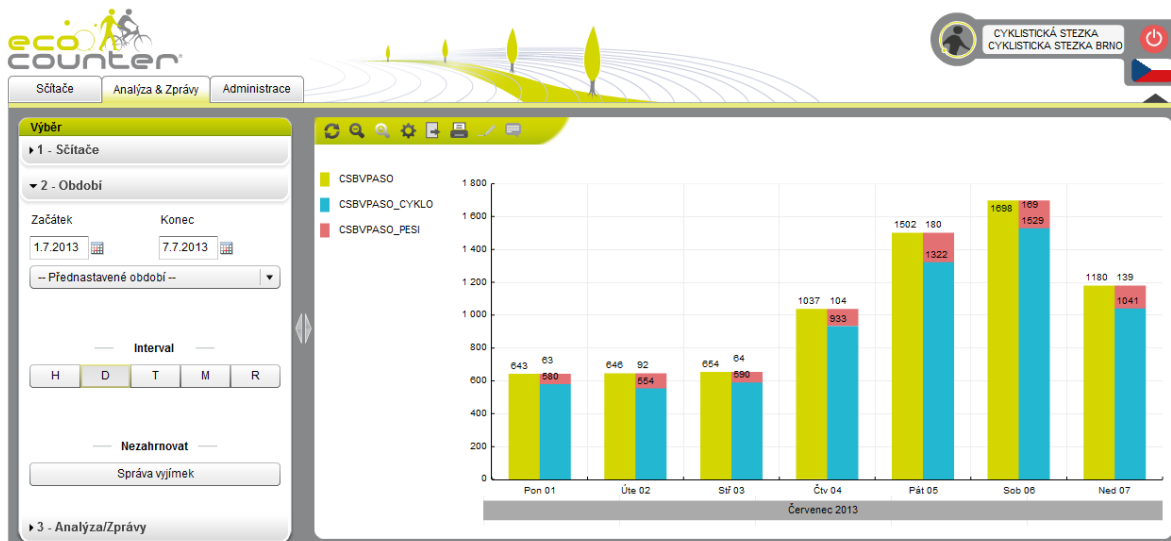 eco
counter
CYKLISTICKÁ STEZKA
CYKLISTICKA STEZKA BRNO
Sčítače
Analýza & Zprávy
Administrace
Výběr
1 - Sčítače
2 - Období
Začátek Konec
1.7.2013 7.7.2013
-- Přednastavené období --
Interval
H D T M R
Nezahrnovat
Správa vyjímek
3 - Analýza/Zprávy
CSBVPASO
CSBVPASO_CYKLO
CSBVPASO_PESI
1 800
1 600
1 400
1 200
1 000
800
600
400
200
0
643 63
580
646 92
554
654 64
590
1037 104
933
1502 180
1322
1698 169
1529
1180 139
1041
Pon 01 Úte 02 Stř 03 Čtv 04 Pát 05 Sob 06 Ned 07
Červenec 2013